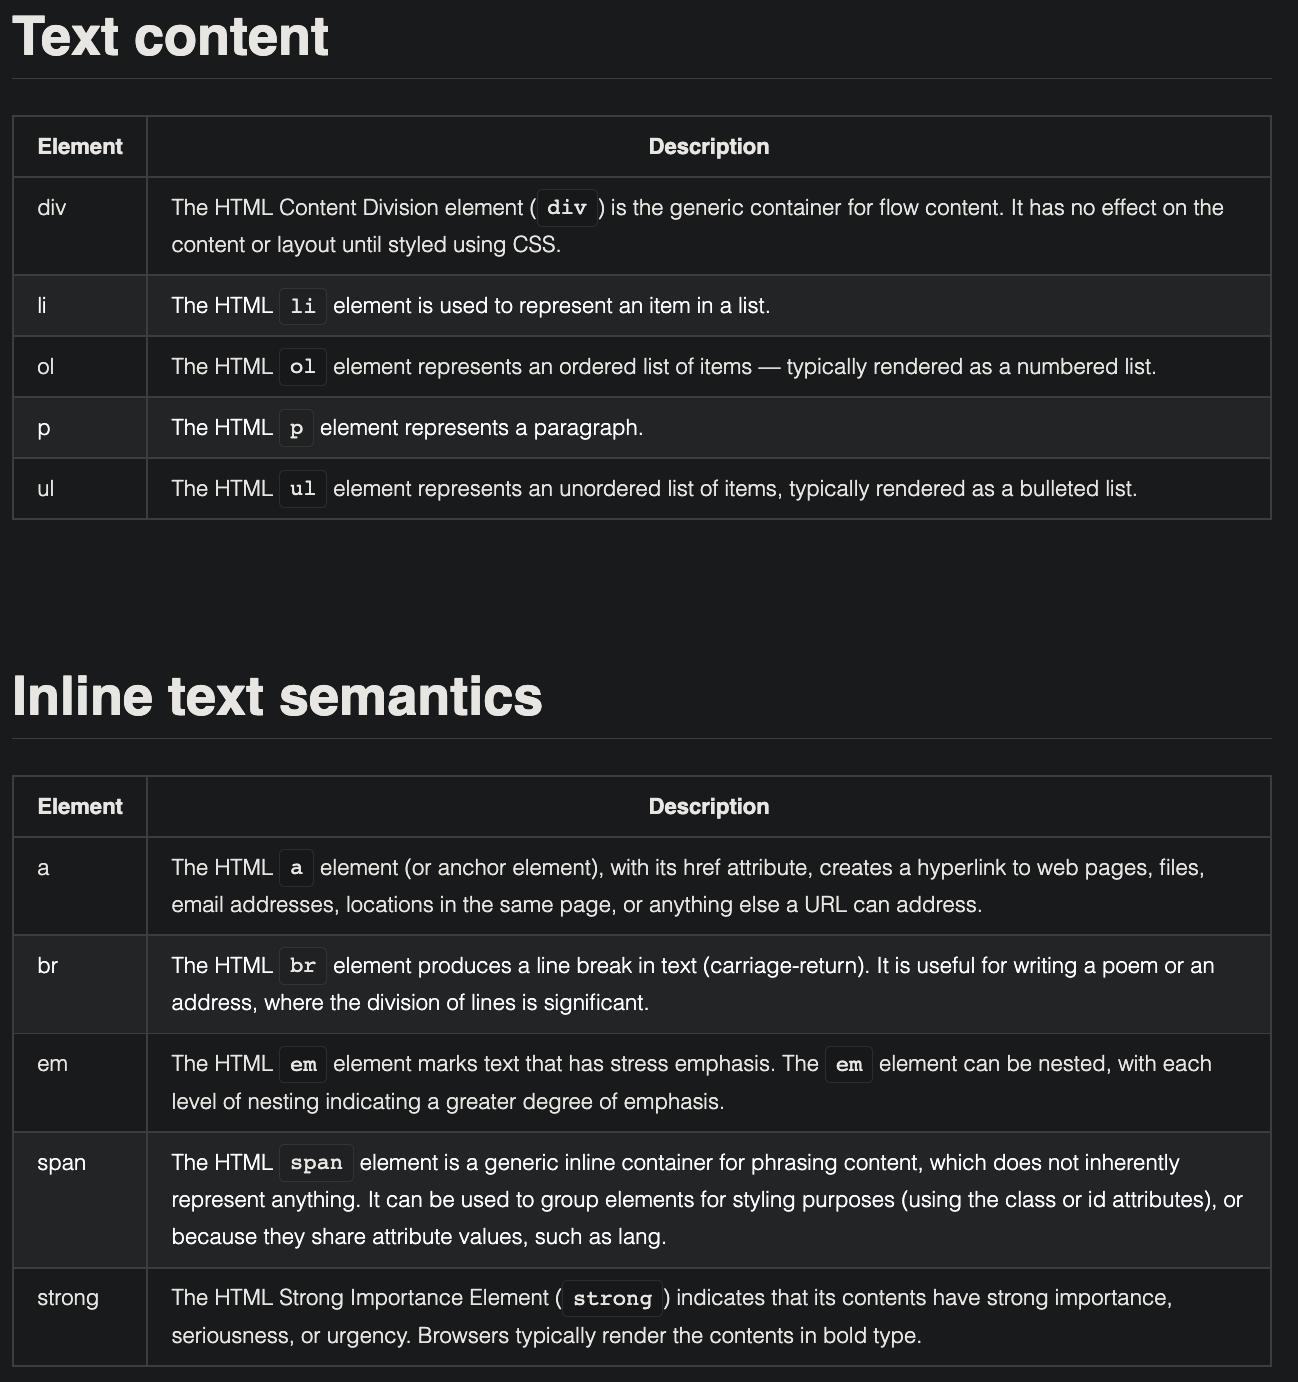 Text content
Element Description
div The HTML Content Division element ( div ) is the generic container for flow content. It has no effect on the
content or layout until styled using CSS.
li The HTML li element is used to represent an item in a list.
ol The HTML ol element represents an ordered list of items — typically rendered as a numbered list.
p The HTML p element represents a paragraph.
ul The HTML ul element represents an unordered list of items, typically rendered as a bulleted list.
Inline text semantics
Element Description
a The HTML a element (or anchor element), with its href attribute, creates a hyperlink to web pages, files,
email addresses, locations in the same page, or anything else a URL can address.
br The HTML br element produces a line break in text (carriage-return). It is useful for writing a poem or an
address, where the division of lines is significant.
em The HTML em element marks text that has stress emphasis. The em element can be nested, with each
level of nesting indicating a greater degree of emphasis.
span The HTML span element is a generic inline container for phrasing content, which does not inherently
represent anything. It can be used to group elements for styling purposes (using the class or id attributes), or
because they share attribute values, such as lang.
strong The HTML Strong Importance Element ( strong ) indicates that its contents have strong importance,
seriousness, or urgency. Browsers typically render the contents in bold type.